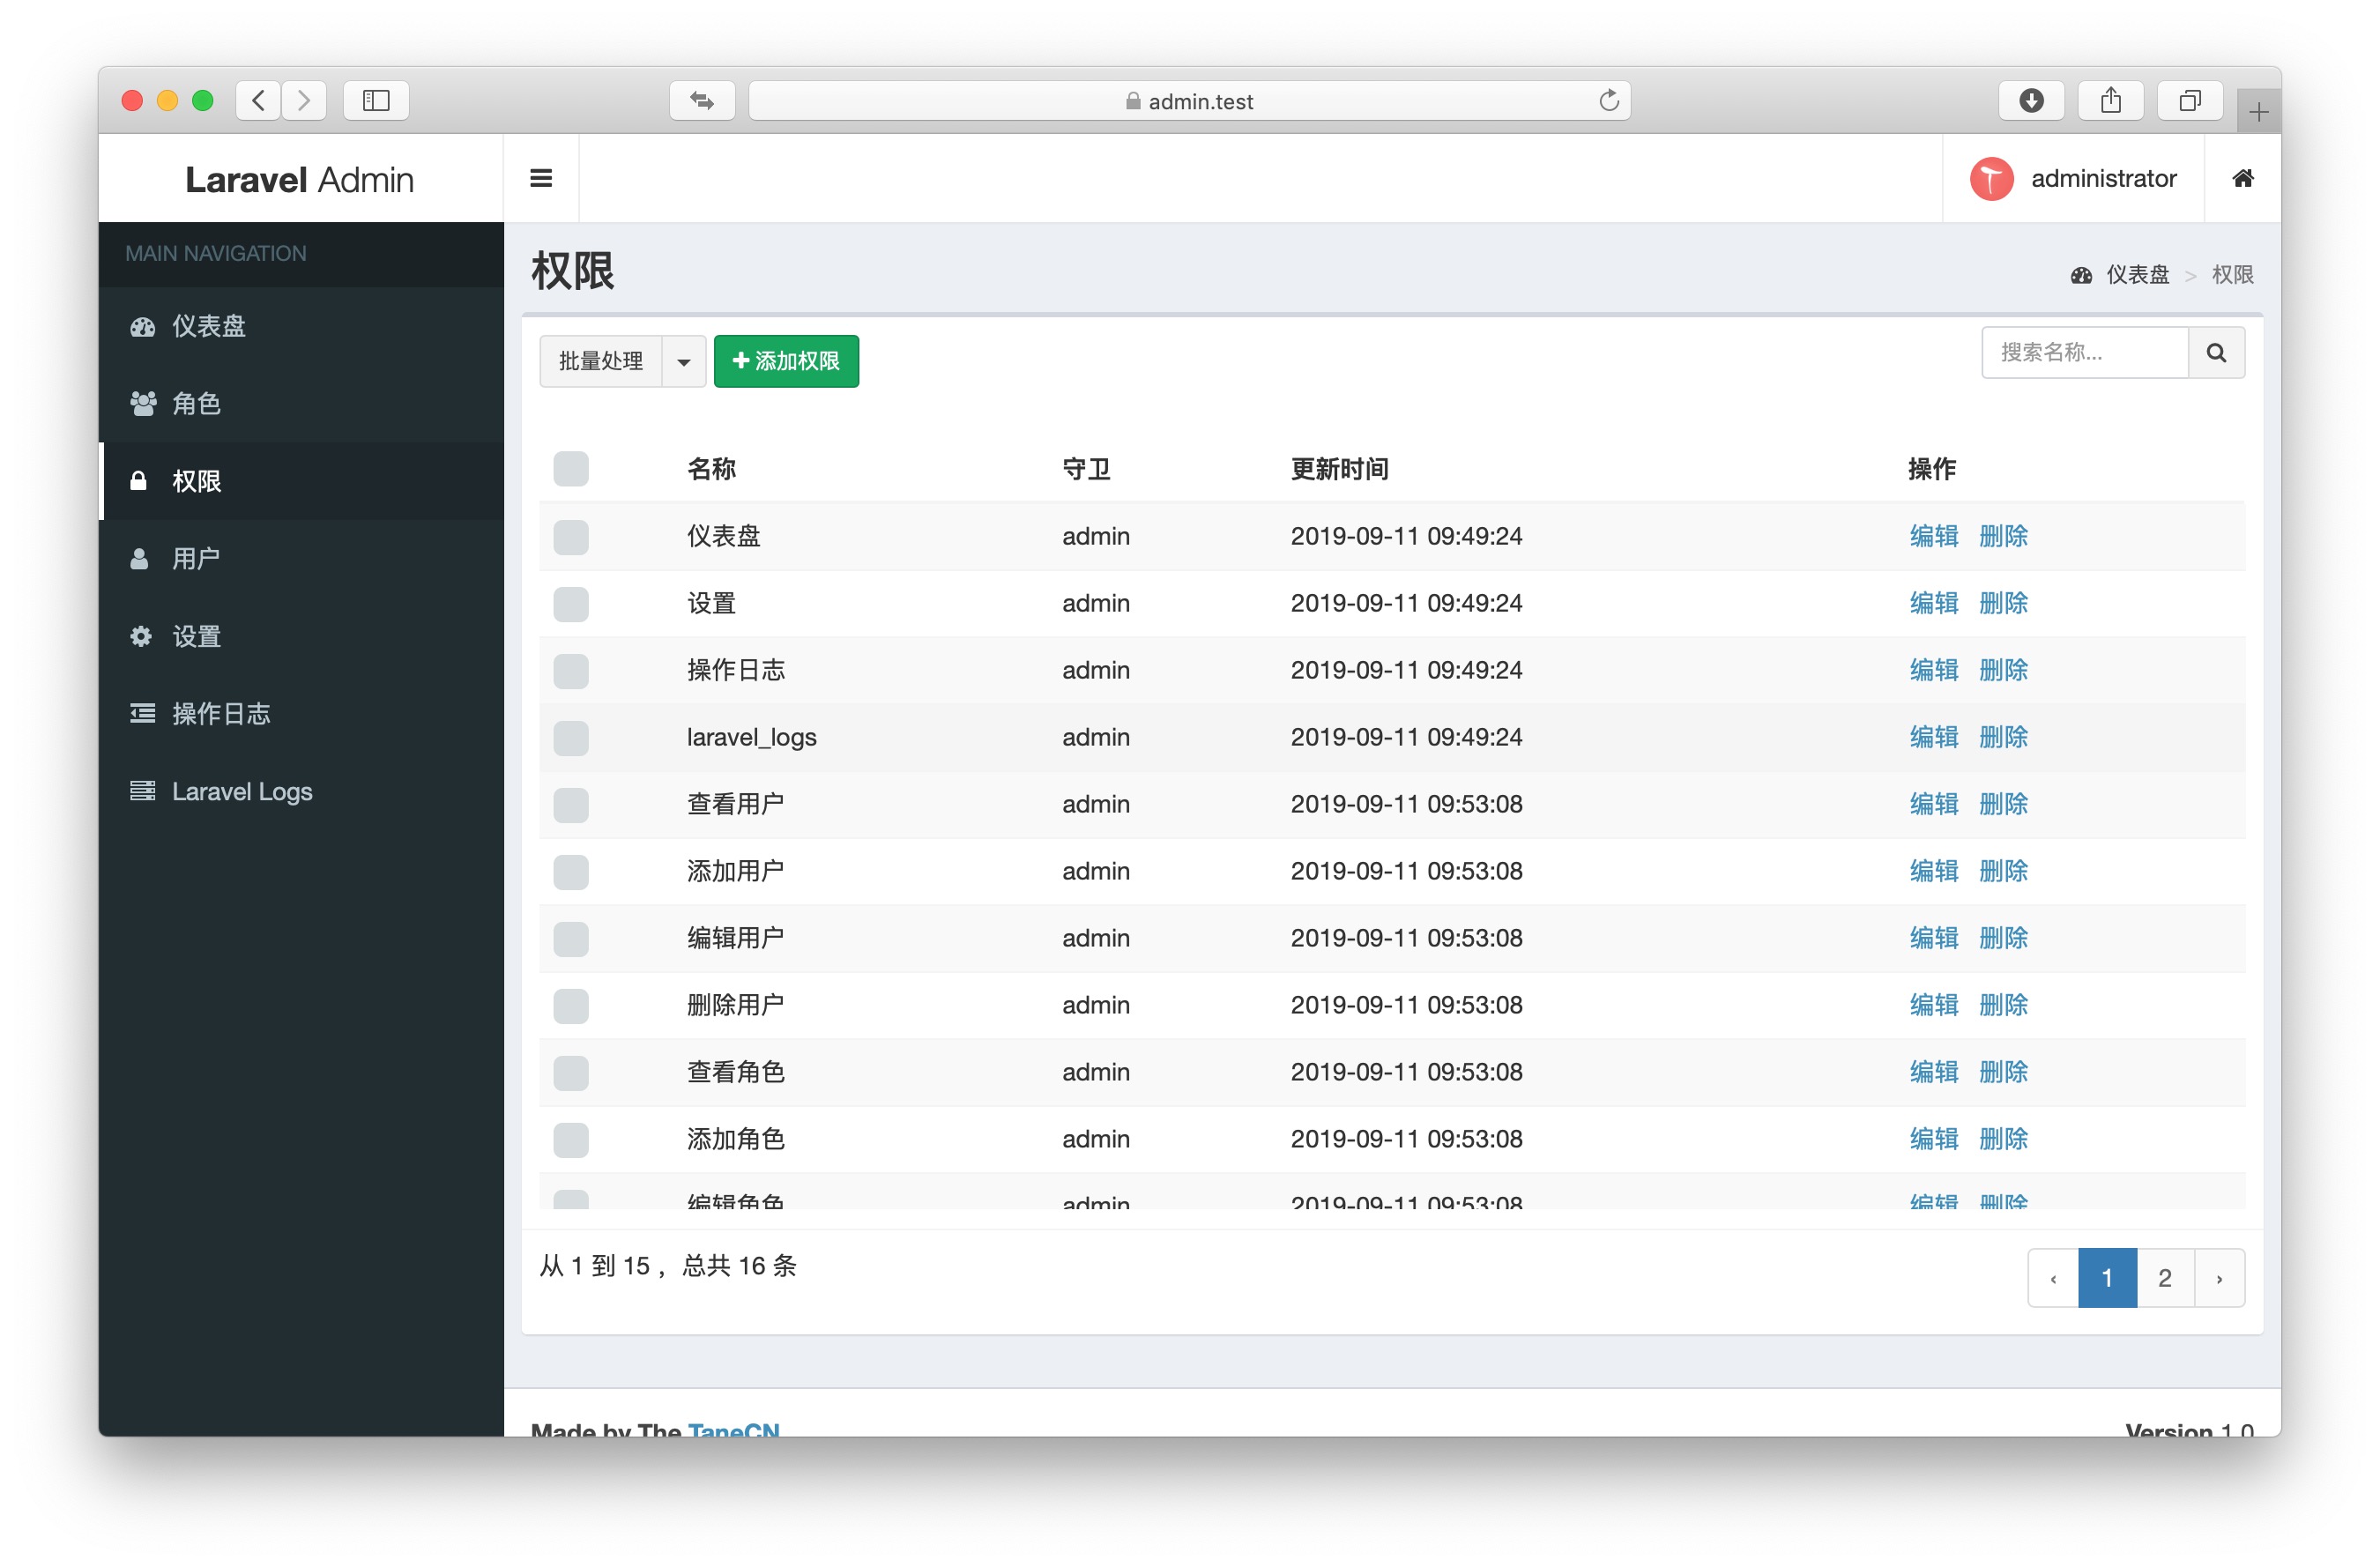 admin.test
Laravel Admin
administrator
MAIN NAVIGATION
仪表盘
角色
权限
用户
设置
操作日志
Laravel Logs
权限
仪表盘 > 权限
批量处理 添加权限 搜索名称...
名称 守卫 更新时间 操作
仪表盘 admin 2019-09-11 09:49:24 编辑 删除
设置 admin 2019-09-11 09:49:24 编辑 删除
操作日志 admin 2019-09-11 09:49:24 编辑 删除
laravel_logs admin 2019-09-11 09:49:24 编辑 删除
查看用户 admin 2019-09-11 09:53:08 编辑 删除
添加用户 admin 2019-09-11 09:53:08 编辑 删除
编辑用户 admin 2019-09-11 09:53:08 编辑 删除
删除用户 admin 2019-09-11 09:53:08 编辑 删除
查看角色 admin 2019-09-11 09:53:08 编辑 删除
添加角色 admin 2019-09-11 09:53:08 编辑 删除
编辑角色 admin 2019-09-11 09:53:08 编辑 删除
从 1 到 15 ，总共 16 条
‹ 1 2 ›
Made by The TaneCN
Version 1.0